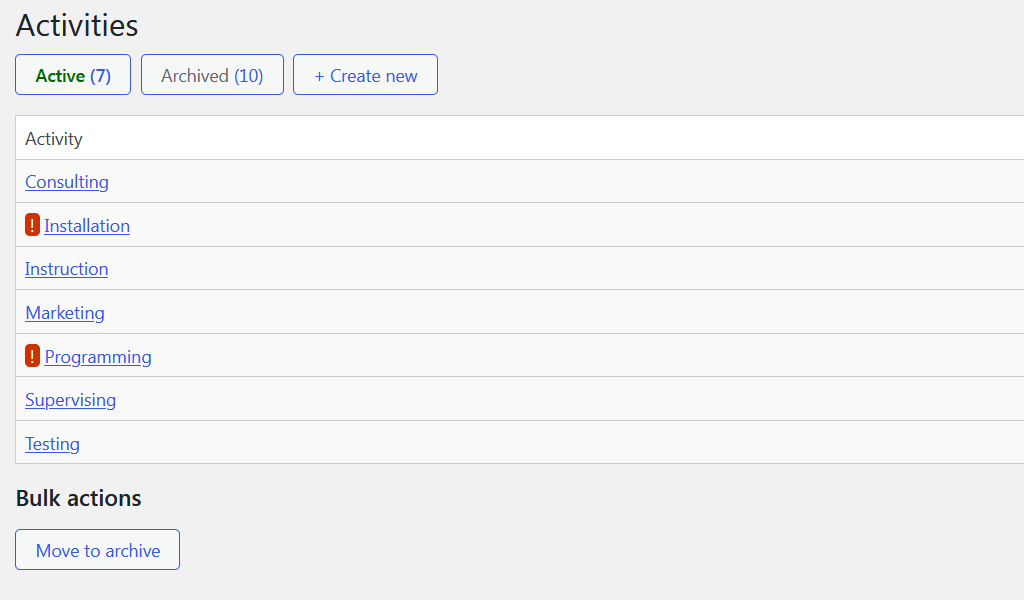 Activities
Active (7) Archived (10) + Create new
Activity
Consulting
! Installation
Instruction
Marketing
! Programming
Supervising
Testing
Bulk actions
Move to archive